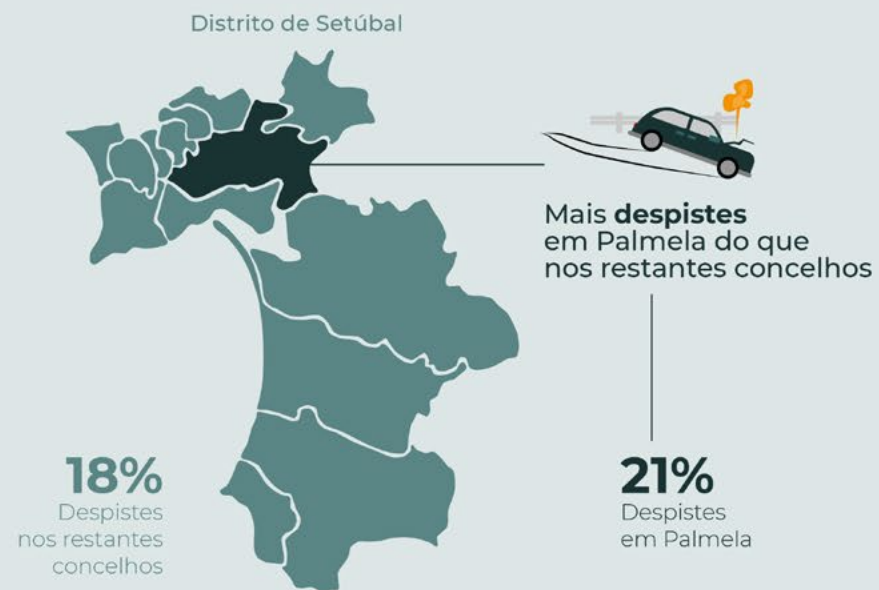 Distrito de Setúbal
Mais despistes
em Palmela do que
nos restantes concelhos
18%
Despistes
nos restantes
concelhos
21%
Despistes
em Palmela